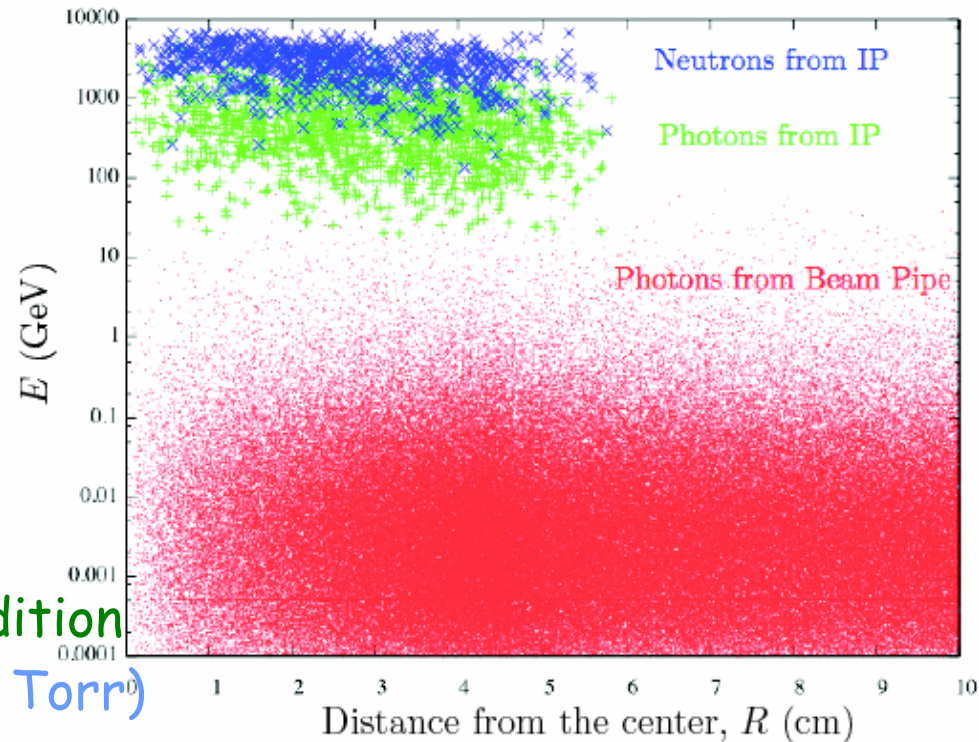 10000
1000
100
10
1
0.1
0.01
0.001
0.0001
E (GeV)
Neutrons from IP
Photons from IP
Photons from Beam Pipe
dition
Torr)
0 1 2 3 4 5 6 7 8 9 10
Distance from the center, R (cm)